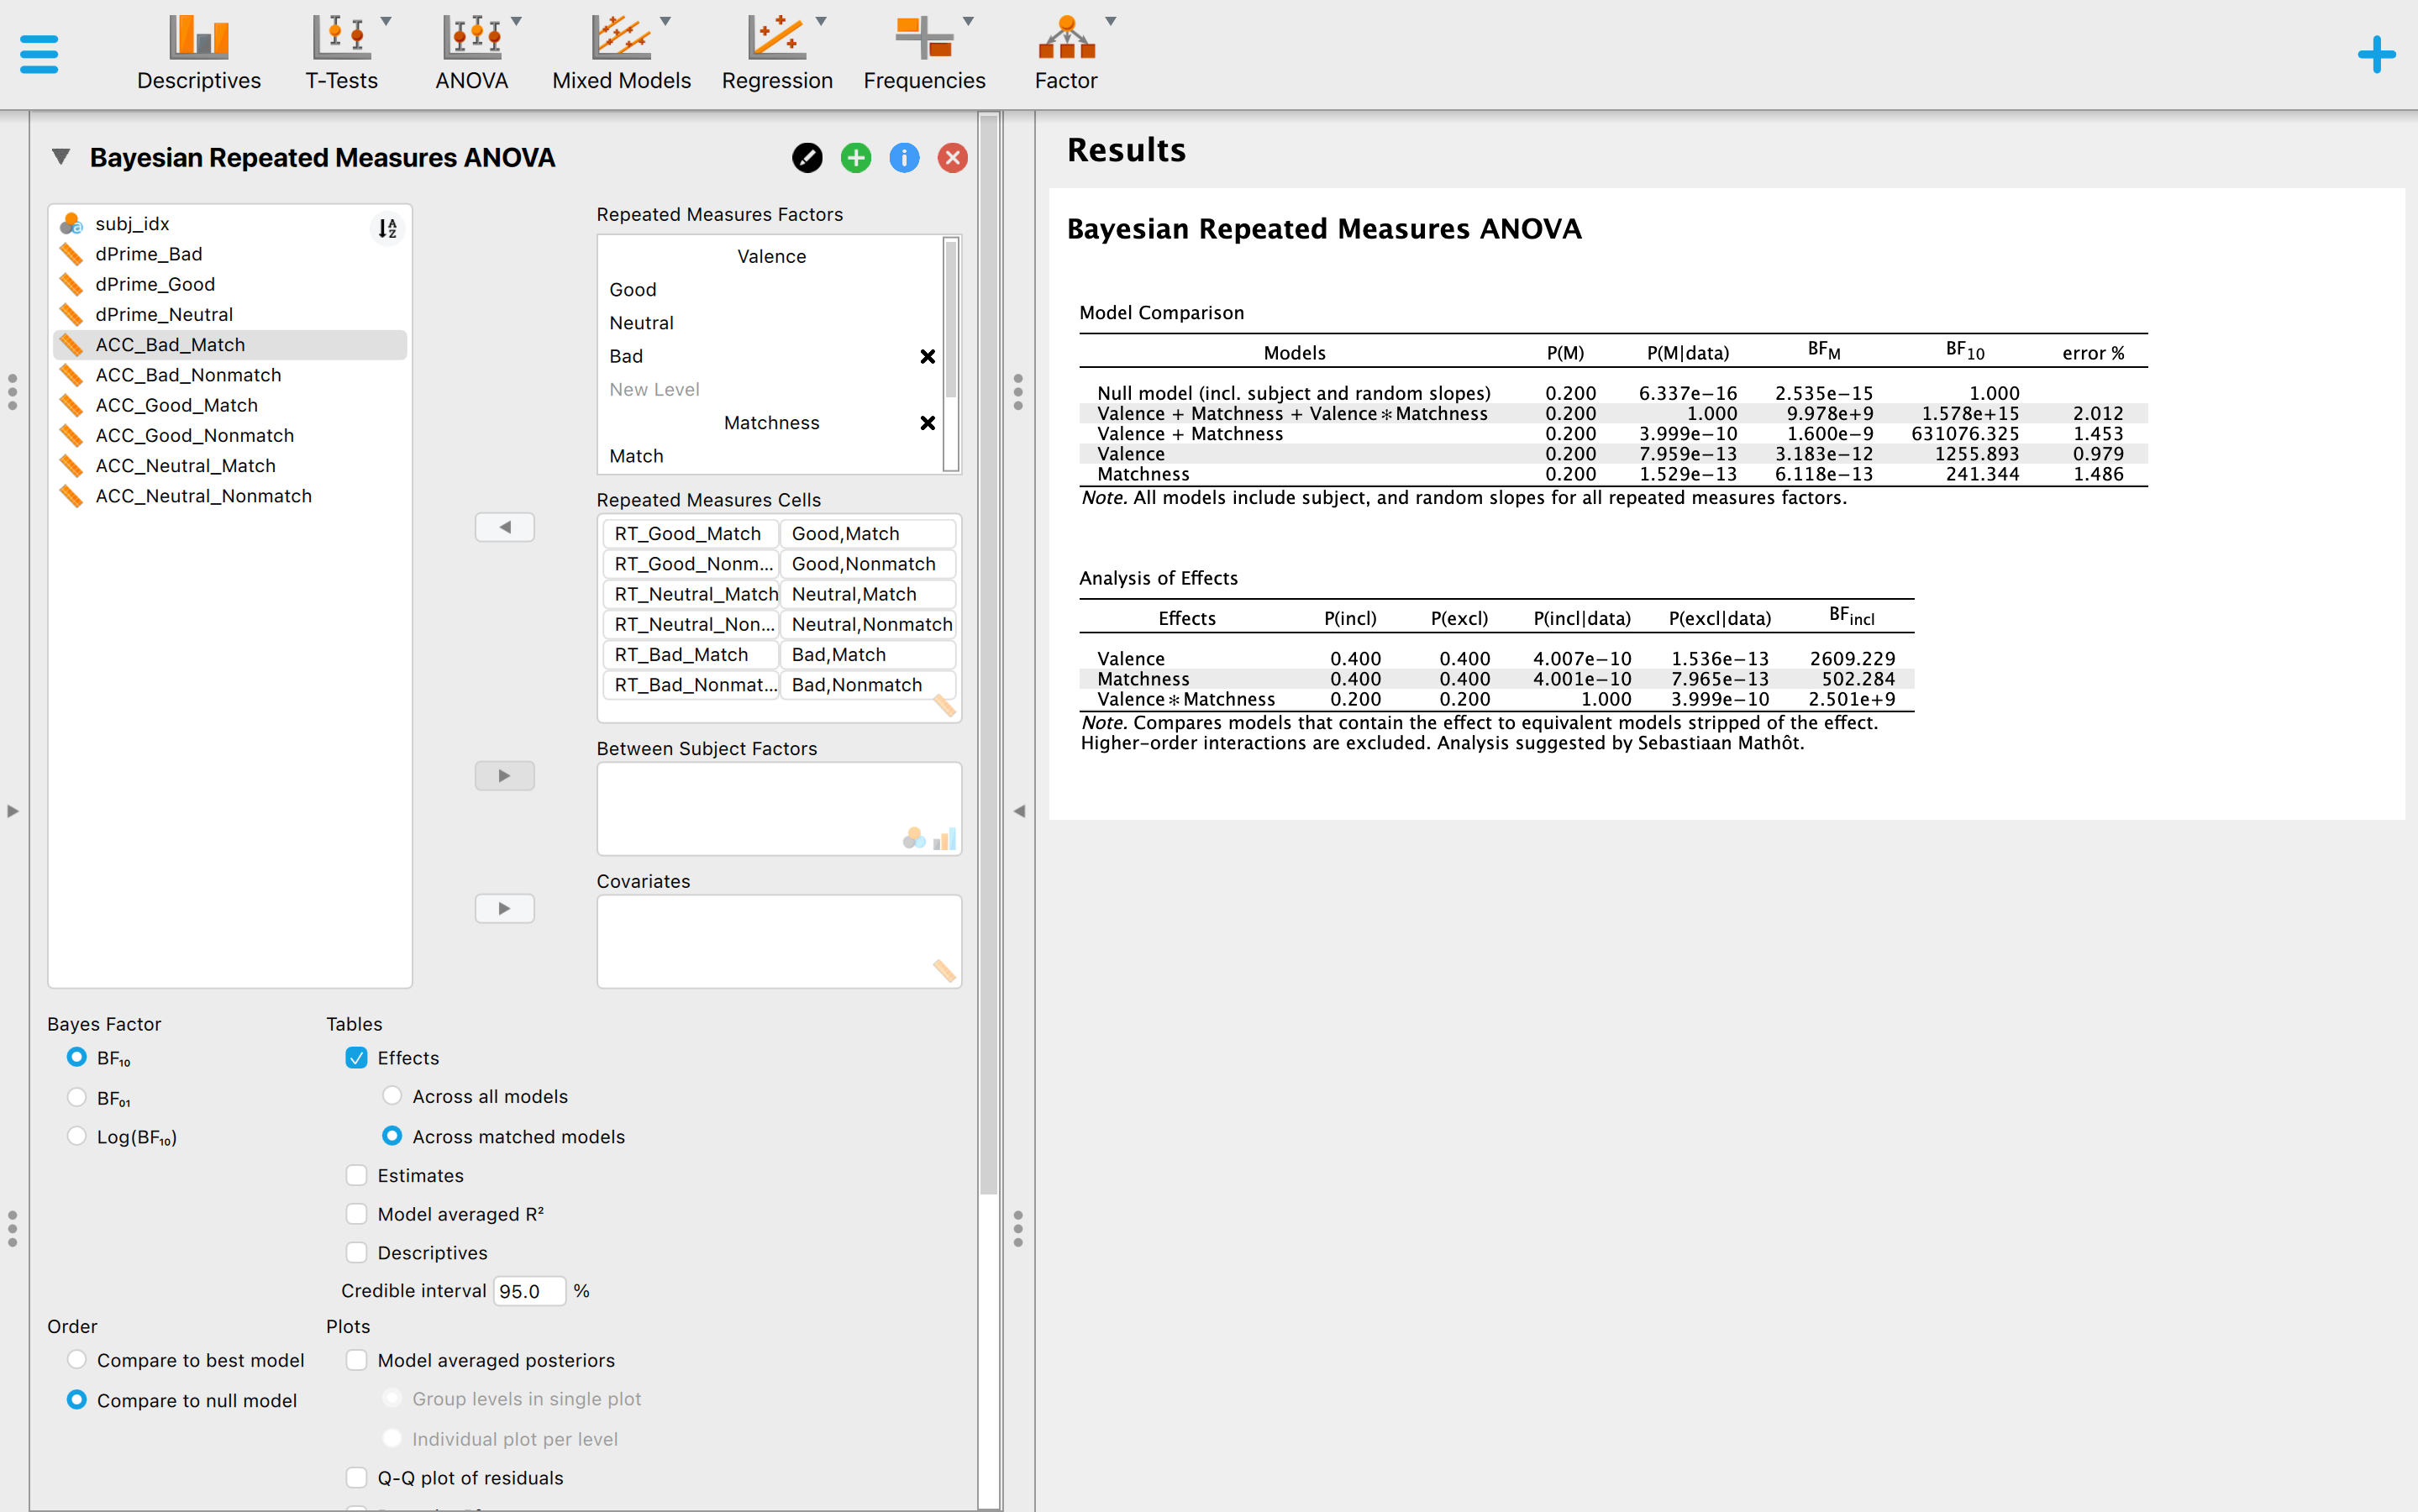 Descriptives
T-Tests
ANOVA
Mixed Models
Regression
Frequencies
Factor
Bayesian Repeated Measures ANOVA
subj_idx
dPrime_Bad
dPrime_Good
dPrime_Neutral
ACC_Bad_Match
ACC_Bad_Nonmatch
ACC_Good_Match
ACC_Good_Nonmatch
ACC_Neutral_Match
ACC_Neutral_Nonmatch
Repeated Measures Factors
Valence
Good
Neutral
Bad
New Level
Matchness
Match
Repeated Measures Cells
RT_Good_Match Good,Match
RT_Good_Nonm... Good,Nonmatch
RT_Neutral_Match Neutral,Match
RT_Neutral_Non... Neutral,Nonmatch
RT_Bad_Match Bad,Match
RT_Bad_Nonmat... Bad,Nonmatch
Between Subject Factors
Covariates
Bayes Factor
BF₁₀
BF₀₁
Log(BF₁₀)
Tables
Effects
Across all models
Across matched models
Estimates
Model averaged R²
Descriptives
Credible interval 95.0 %
Order
Compare to best model
Compare to null model
Plots
Model averaged posteriors
Group levels in single plot
Individual plot per level
Q-Q plot of residuals
Results
Bayesian Repeated Measures ANOVA
Model Comparison
Models P(M) P(M|data) BF_M BF_10 error %
Null model (incl. subject and random slopes) 0.200 6.337e−16 2.535e−15 1.000
Valence + Matchness + Valence∗Matchness 0.200 1.000 9.978e+9 1.578e+15 2.012
Valence + Matchness 0.200 3.999e−10 1.600e−9 631076.325 1.453
Valence 0.200 7.959e−13 3.183e−12 1255.893 0.979
Matchness 0.200 1.529e−13 6.118e−13 241.344 1.486
Note. All models include subject, and random slopes for all repeated measures factors.
Analysis of Effects
Effects P(incl) P(excl) P(incl|data) P(excl|data) BF_incl
Valence 0.400 0.400 4.007e−10 1.536e−13 2609.229
Matchness 0.400 0.400 4.001e−10 7.965e−13 502.284
Valence∗Matchness 0.200 0.200 1.000 3.999e−10 2.501e+9
Note. Compares models that contain the effect to equivalent models stripped of the effect.
Higher−order interactions are excluded. Analysis suggested by Sebastiaan Mathôt.